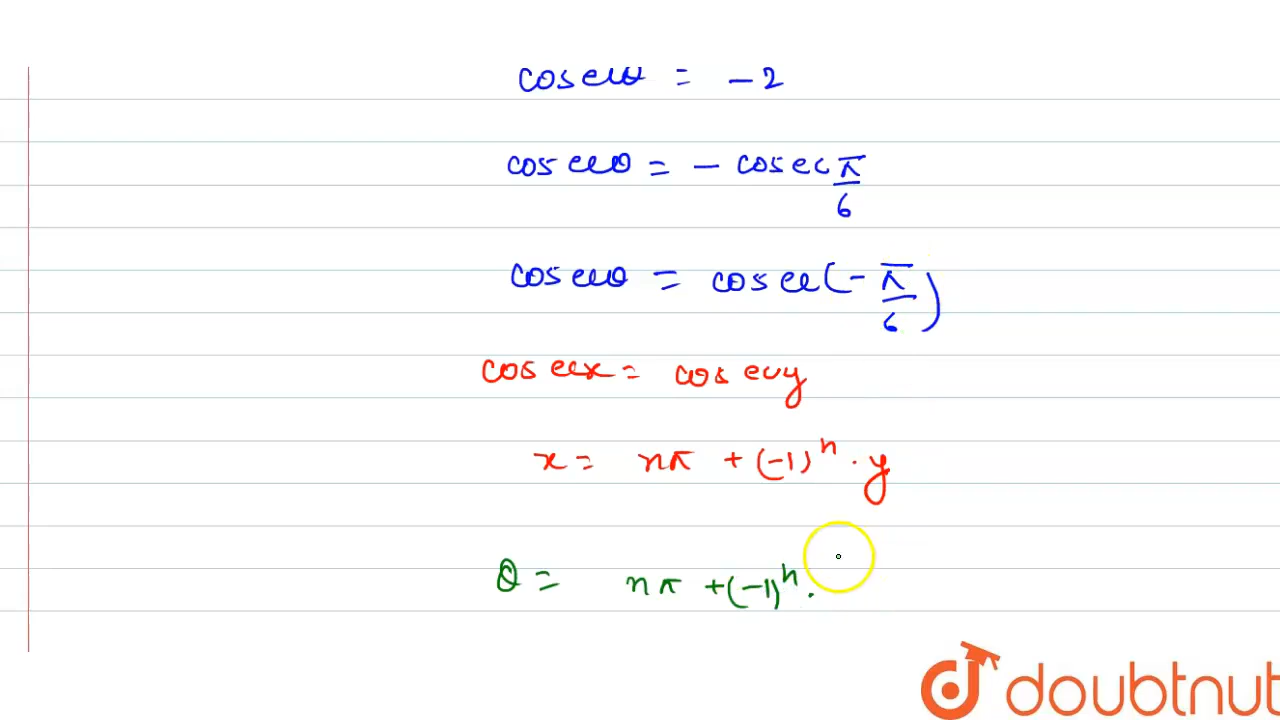 cosecθ = -2
cosecθ = - cosec π/6
cosecθ = cosec(-π/6)
cosecx = cosecy
x = nπ + (-1)ⁿ . y
θ = nπ + (-1)ⁿ .
doubtnut